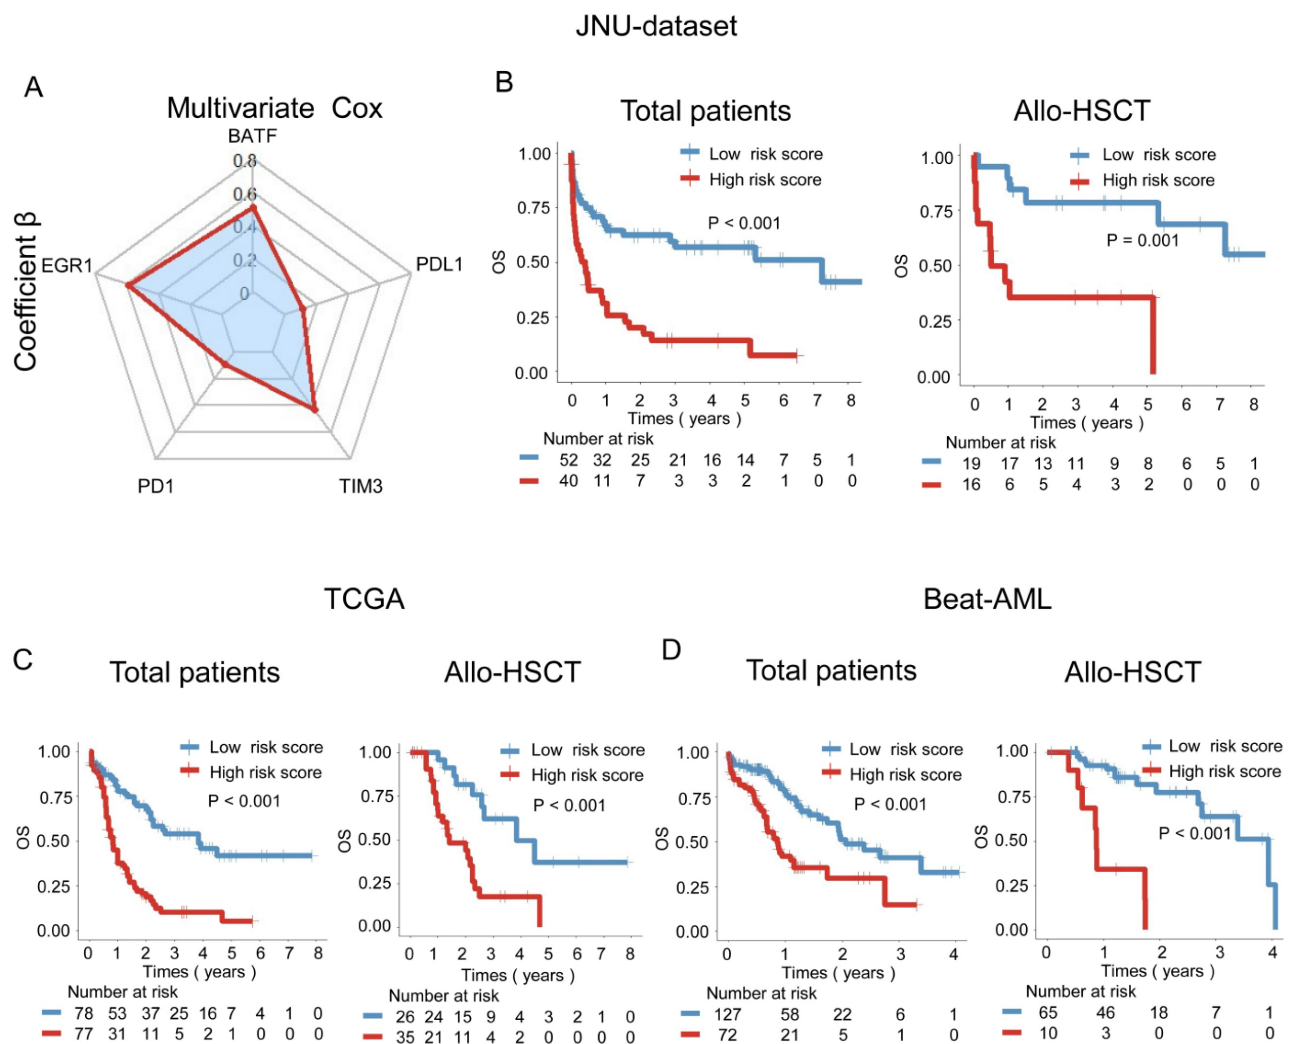 JNU-dataset
A
Multivariate Cox
BATF
0.8
0.6
0.4
0.2
0
EGR1
PDL1
PD1
TIM3
Coefficient β
B
Total patients
Low risk score
High risk score
P < 0.001
OS
1.00
0.75
0.50
0.25
0.00
0 1 2 3 4 5 6 7 8
Times ( years )
Number at risk
52 32 25 21 16 14 7 5 1
40 11 7 3 3 2 1 0 0
Allo-HSCT
Low risk score
High risk score
P = 0.001
OS
1.00
0.75
0.50
0.25
0.00
0 1 2 3 4 5 6 7 8
Times ( years )
Number at risk
19 17 13 11 9 8 6 5 1
16 6 5 4 3 2 0 0 0
TCGA
C
Total patients
Low risk score
High risk score
P < 0.001
OS
1.00
0.75
0.50
0.25
0.00
0 1 2 3 4 5 6 7 8
Times ( years )
Number at risk
78 53 37 25 16 7 4 1 0
77 31 11 5 2 1 0 0 0
Allo-HSCT
Low risk score
High risk score
P < 0.001
OS
1.00
0.75
0.50
0.25
0.00
0 1 2 3 4 5 6 7 8
Times ( years )
Number at risk
26 24 15 9 4 3 2 1 0
35 21 11 4 2 0 0 0 0
Beat-AML
D
Total patients
Low risk score
High risk score
P < 0.001
OS
1.00
0.75
0.50
0.25
0.00
0 1 2 3 4
Times ( years )
Number at risk
127 58 22 6 1
72 21 5 1 0
Allo-HSCT
Low risk score
High risk score
P < 0.001
OS
1.00
0.75
0.50
0.25
0.00
0 1 2 3 4
Times ( years )
Number at risk
65 46 18 7 1
10 3 0 0 0